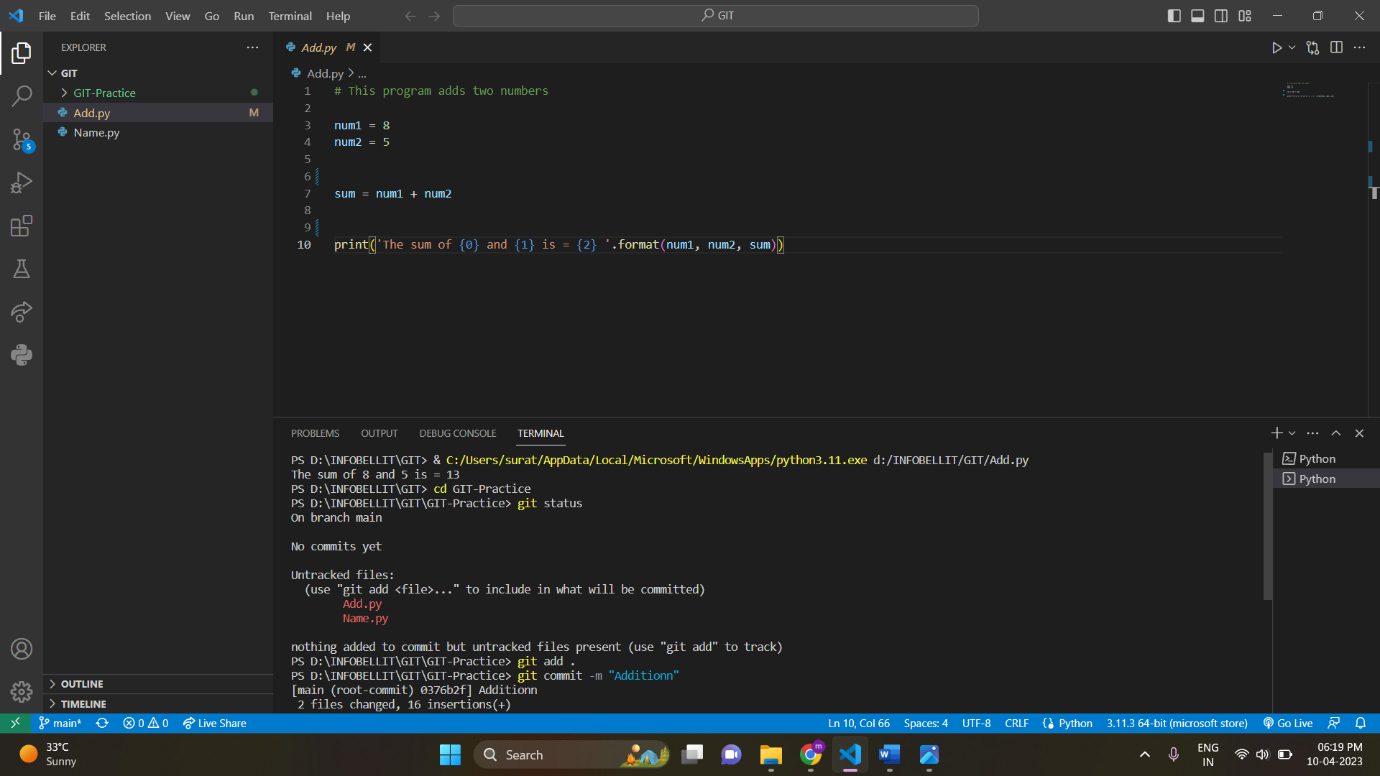 File Edit Selection View Go Run Terminal Help
GIT
EXPLORER
GIT
GIT-Practice
Add.py M
Name.py
OUTLINE
TIMELINE
5
Add.py M
Add.py > ...
1 # This program adds two numbers
2
3 num1 = 8
4 num2 = 5
5
6
7 sum = num1 + num2
8
9
10 print('The sum of {0} and {1} is = {2} '.format(num1, num2, sum))
PROBLEMS OUTPUT DEBUG CONSOLE TERMINAL
Python
Python
PS D:\INFOBELLIT\GIT> & C:/Users/surat/AppData/Local/Microsoft/WindowsApps/python3.11.exe d:/INFOBELLIT/GIT/Add.py
The sum of 8 and 5 is = 13
PS D:\INFOBELLIT\GIT> cd GIT-Practice
PS D:\INFOBELLIT\GIT\GIT-Practice> git status
On branch main
No commits yet
Untracked files:
(use "git add <file>..." to include in what will be committed)
Add.py
Name.py
nothing added to commit but untracked files present (use "git add" to track)
PS D:\INFOBELLIT\GIT\GIT-Practice> git add .
PS D:\INFOBELLIT\GIT\GIT-Practice> git commit -m "Additionn"
[main (root-commit) 0376b2f] Additionn
2 files changed, 16 insertions(+)
main* 0 0 Live Share Ln 10, Col 66 Spaces: 4 UTF-8 CRLF Python 3.11.3 64-bit (microsoft store) Go Live
33°C
Sunny
Search
m
ENG
IN
06:19 PM
10-04-2023